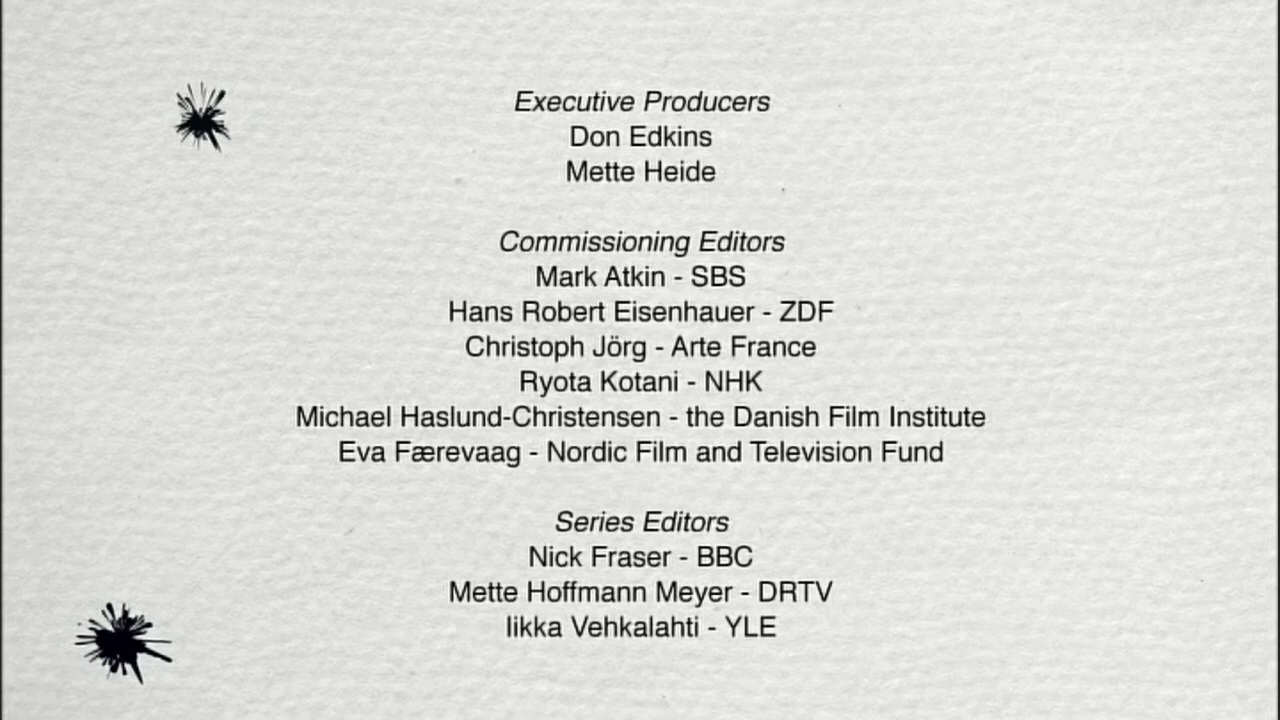 Executive Producers
Don Edkins
Mette Heide
Commissioning Editors
Mark Atkin - SBS
Hans Robert Eisenhauer - ZDF
Christoph Jörg - Arte France
Ryota Kotani - NHK
Michael Haslund-Christensen - the Danish Film Institute
Eva Færevaag - Nordic Film and Television Fund
Series Editors
Nick Fraser - BBC
Mette Hoffmann Meyer - DRTV
Iikka Vehkalahti - YLE